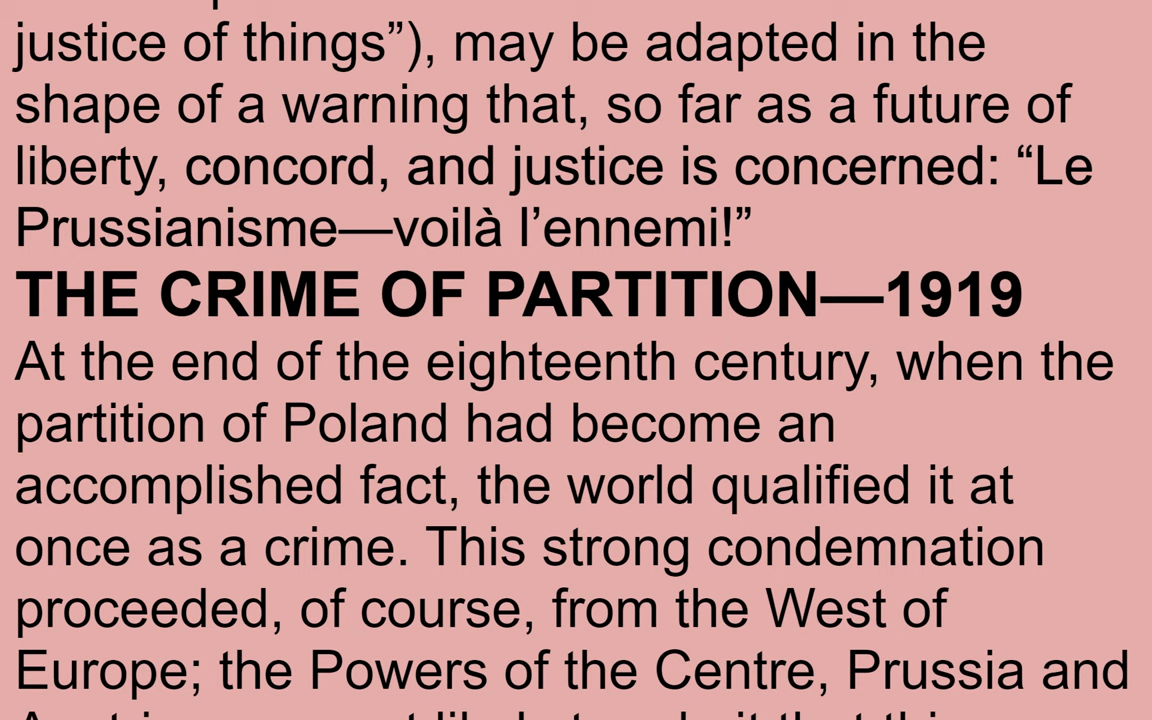 justice of things”), may be adapted in the
shape of a warning that, so far as a future of
liberty, concord, and justice is concerned: “Le
Prussianisme—voilà l’ennemi!”
THE CRIME OF PARTITION—1919
At the end of the eighteenth century, when the
partition of Poland had become an
accomplished fact, the world qualified it at
once as a crime. This strong condemnation
proceeded, of course, from the West of
Europe; the Powers of the Centre, Prussia and